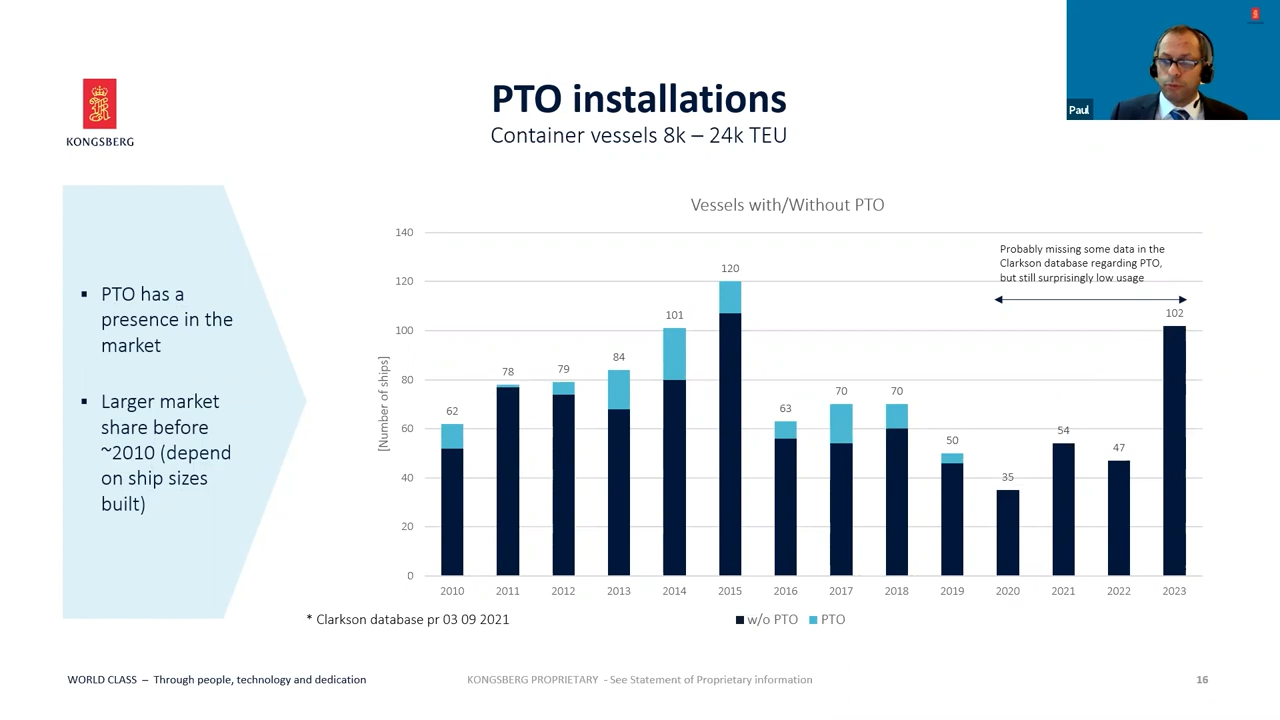 Paul
KONGSBERG
PTO installations
Container vessels 8k – 24k TEU
▪ PTO has a
presence in the
market
▪ Larger market
share before
~2010 (depend
on ship sizes
built)
Vessels with/Without PTO
Probably missing some data in the
Clarkson database regarding PTO,
but still surprisingly low usage
[Number of ships]
140
120
100
80
60
40
20
0
62
78
79
84
101
120
63
70
70
50
35
54
47
102
2010 2011 2012 2013 2014 2015 2016 2017 2018 2019 2020 2021 2022 2023
* Clarkson database pr 03 09 2021
w/o PTO PTO
WORLD CLASS – Through people, technology and dedication
KONGSBERG PROPRIETARY - See Statement of Proprietary information
16